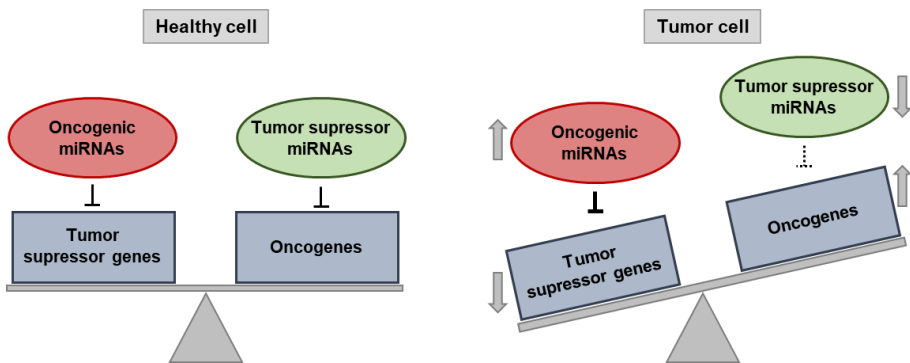 Healthy cell
Oncogenic
miRNAs
Tumor supressor
miRNAs
Tumor
supressor genes
Oncogenes
Tumor cell
Oncogenic
miRNAs
Tumor supressor
miRNAs
Tumor
supressor genes
Oncogenes